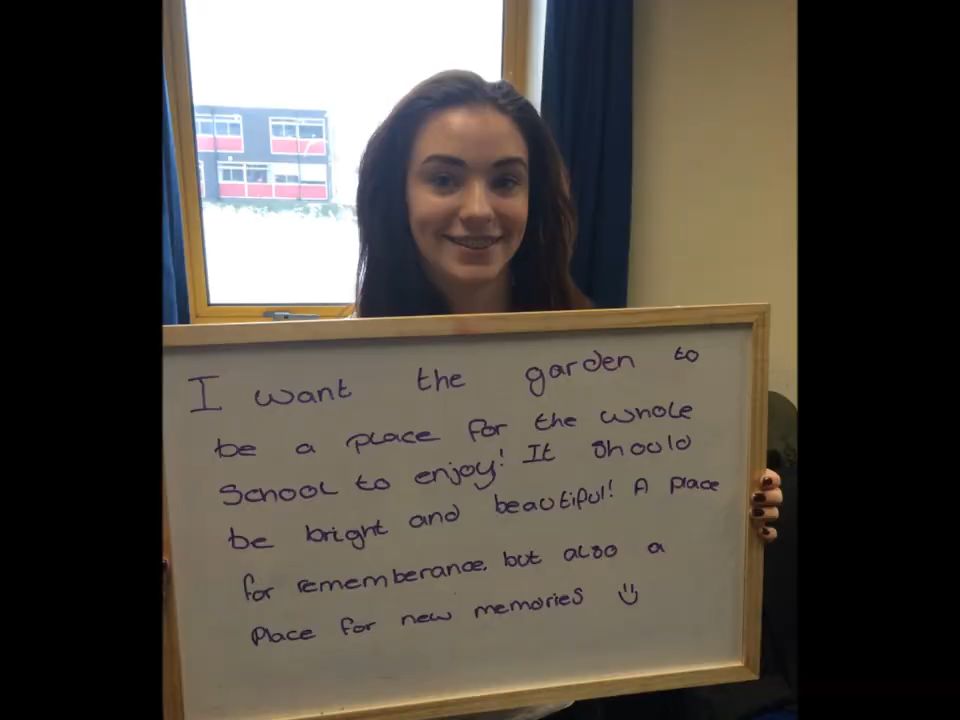 I want the garden to
be a place for the whole
School to enjoy! It should
be bright and beautiful! A place
for rememberance. but also a
place for new memories